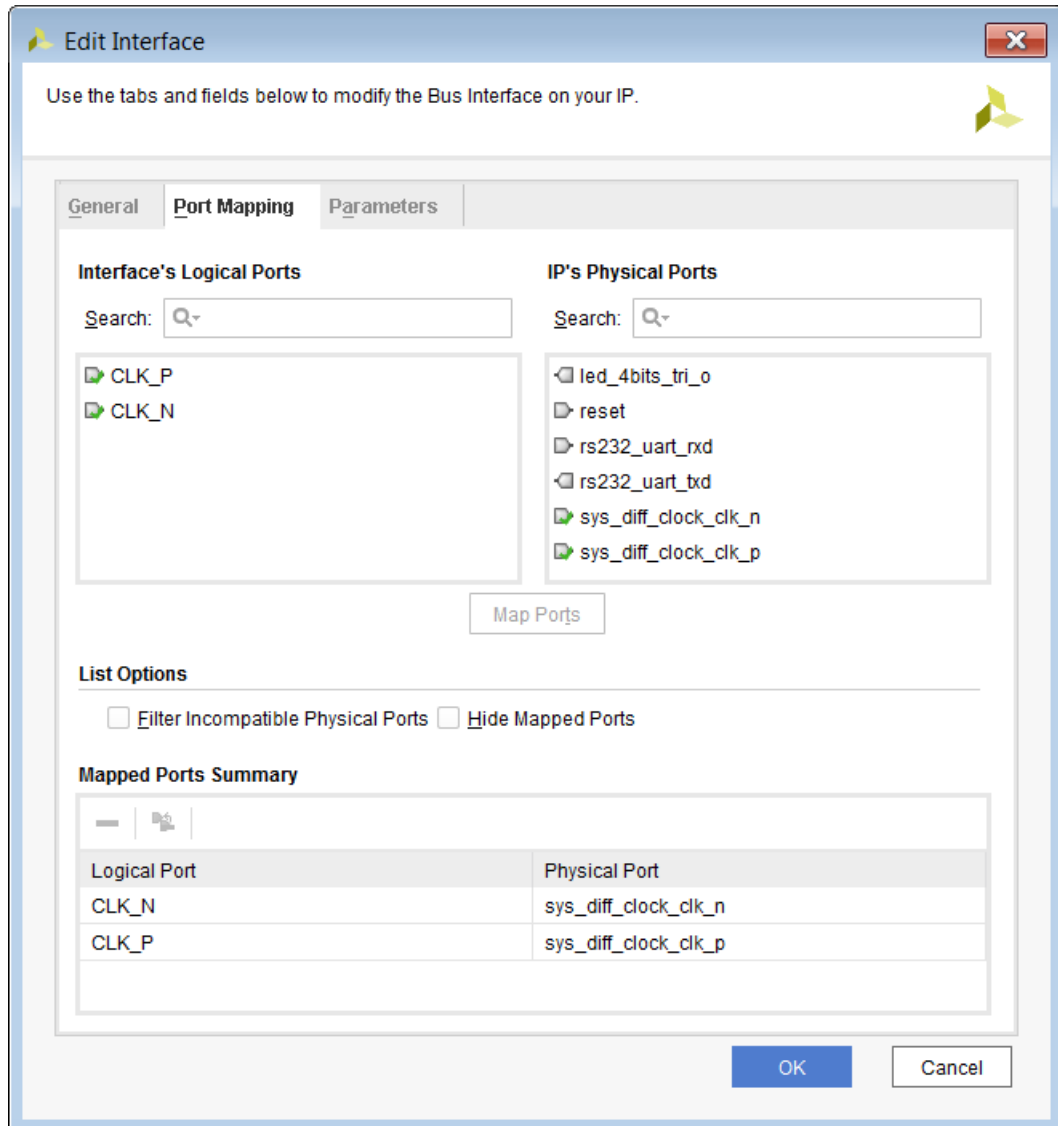 Edit Interface
Use the tabs and fields below to modify the Bus Interface on your IP.
General Port Mapping Parameters
Interface's Logical Ports IP's Physical Ports
Search: Search:
CLK_P led_4bits_tri_o
CLK_N reset
rs232_uart_rxd
rs232_uart_txd
sys_diff_clock_clk_n
sys_diff_clock_clk_p
Map Ports
List Options
Filter Incompatible Physical Ports Hide Mapped Ports
Mapped Ports Summary
Logical Port Physical Port
CLK_N sys_diff_clock_clk_n
CLK_P sys_diff_clock_clk_p
OK Cancel